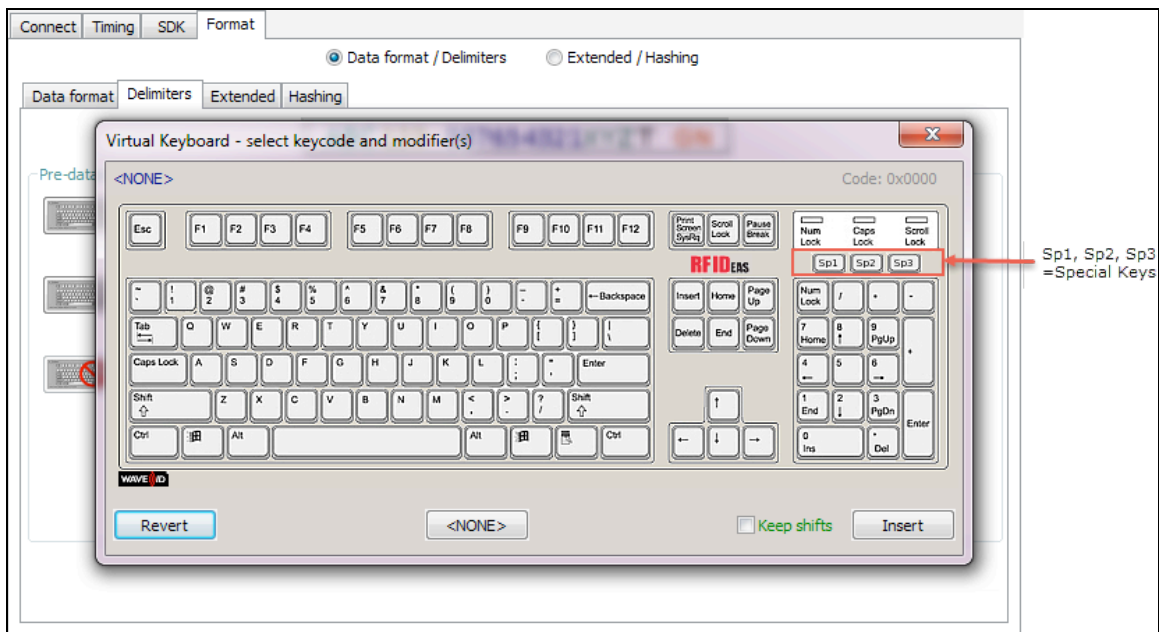 Connect Timing SDK Format
Data format / Delimiters Extended / Hashing
Data format Delimiters Extended Hashing
Virtual Keyboard - select keycode and modifier(s)
Pre-data
<NONE> Code: 0x0000
Esc F1 F2 F3 F4 F5 F6 F7 F8 F9 F10 F11 F12 Print Screen SysRq Scroll Lock Pause Break Num Lock Caps Lock Scroll Lock
RFIDEAS Sp1 Sp2 Sp3
Sp1, Sp2, Sp3
=Special Keys
~ ` ! 1 @ 2 # 3 $ 4 % 5 ^ 6 & 7 * 8 ( 9 ) 0 _ - + = ←Backspace Insert Home Page Up Num Lock / * -
Tab Q W E R T Y U I O P { [ } ] | \ Delete End Page Down 7 Home 8 ↑ 9 PgUp +
Caps Lock A S D F G H J K L : ; " ' Enter 4 ← 5 6 →
Shift Z X C V B N M < , > . ? / Shift ↑ 1 End 2 ↓ 3 PgDn Enter
Ctrl Alt Alt Ctrl ← ↓ → 0 Ins . Del
WAVE ID
Revert <NONE> Keep shifts Insert